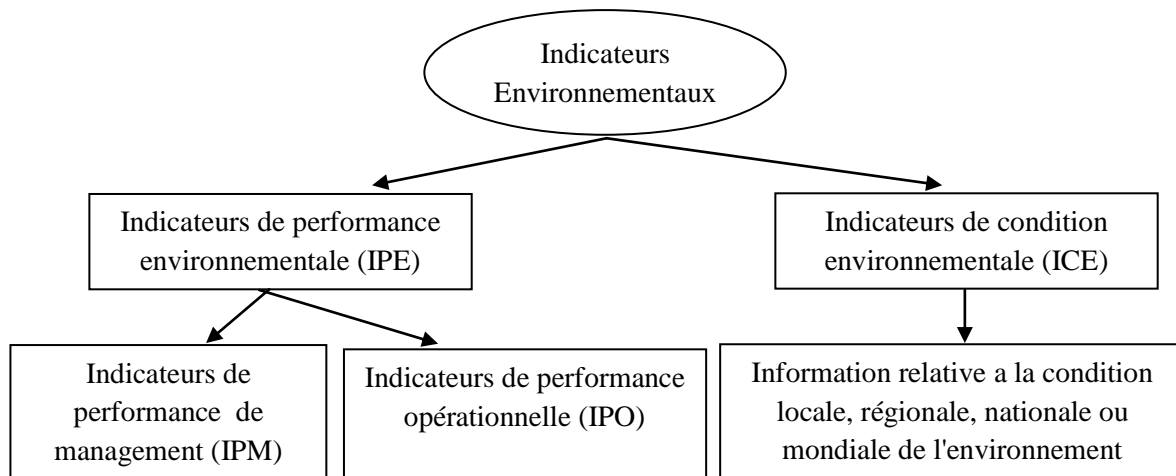 Indicateurs
Environnementaux
Indicateurs de performance
environnementale (IPE)
Indicateurs de condition
environnementale (ICE)
Indicateurs de
performance de
management (IPM)
Indicateurs de performance
opérationnelle (IPO)
Information relative a la condition
locale, régionale, nationale ou
mondiale de l'environnement